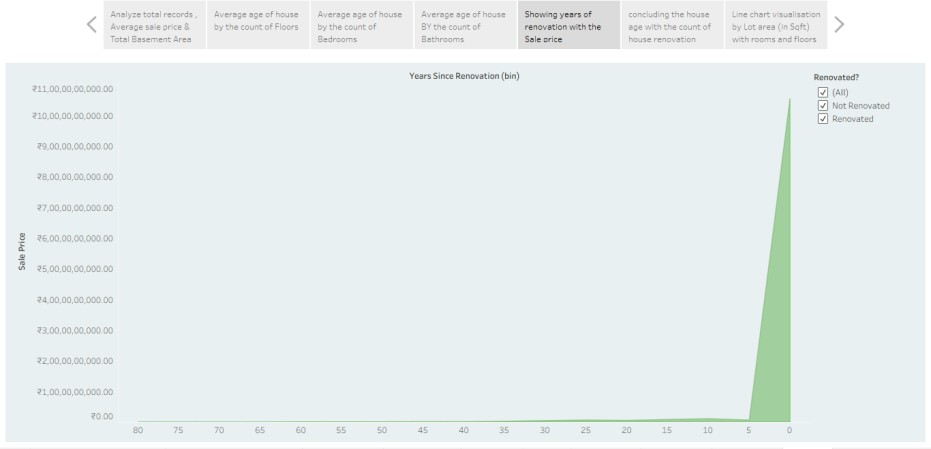 Analyze total records ,
Average sale price &
Total Basement Area
Average age of house
by the count of Floors
Average age of house
by the count of
Bedrooms
Average age of house
BY the count of
Bathrooms
Showing years of
renovation with the
Sale price
concluding the house
age with the count of
house renovation
Line chart visualisation
by Lot area (in Sqft)
with rooms and floors
Years Since Renovation (bin)
Renovated?
(All)
Not Renovated
Renovated
Sale Price
₹11,00,00,00,000.00
₹10,00,00,00,000.00
₹9,00,00,00,000.00
₹8,00,00,00,000.00
₹7,00,00,00,000.00
₹6,00,00,00,000.00
₹5,00,00,00,000.00
₹4,00,00,00,000.00
₹3,00,00,00,000.00
₹2,00,00,00,000.00
₹1,00,00,00,000.00
₹0.00
80 75 70 65 60 55 50 45 40 35 30 25 20 15 10 5 0